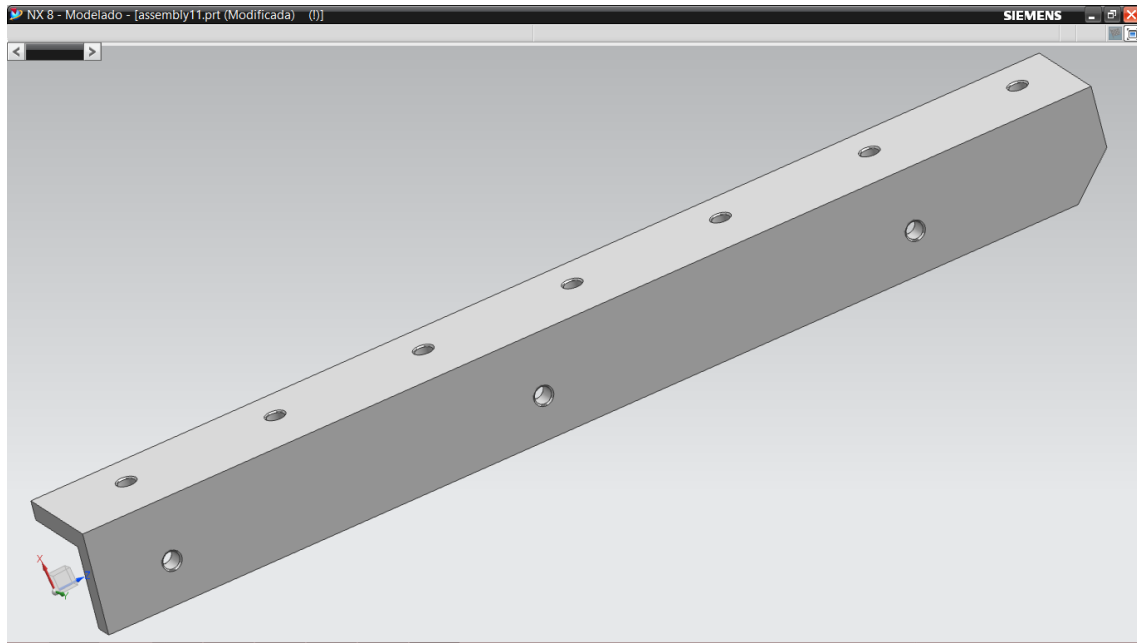 NX 8 - Modelado - [assembly11.prt (Modificada) (!)]
SIEMENS
X
Z
Y